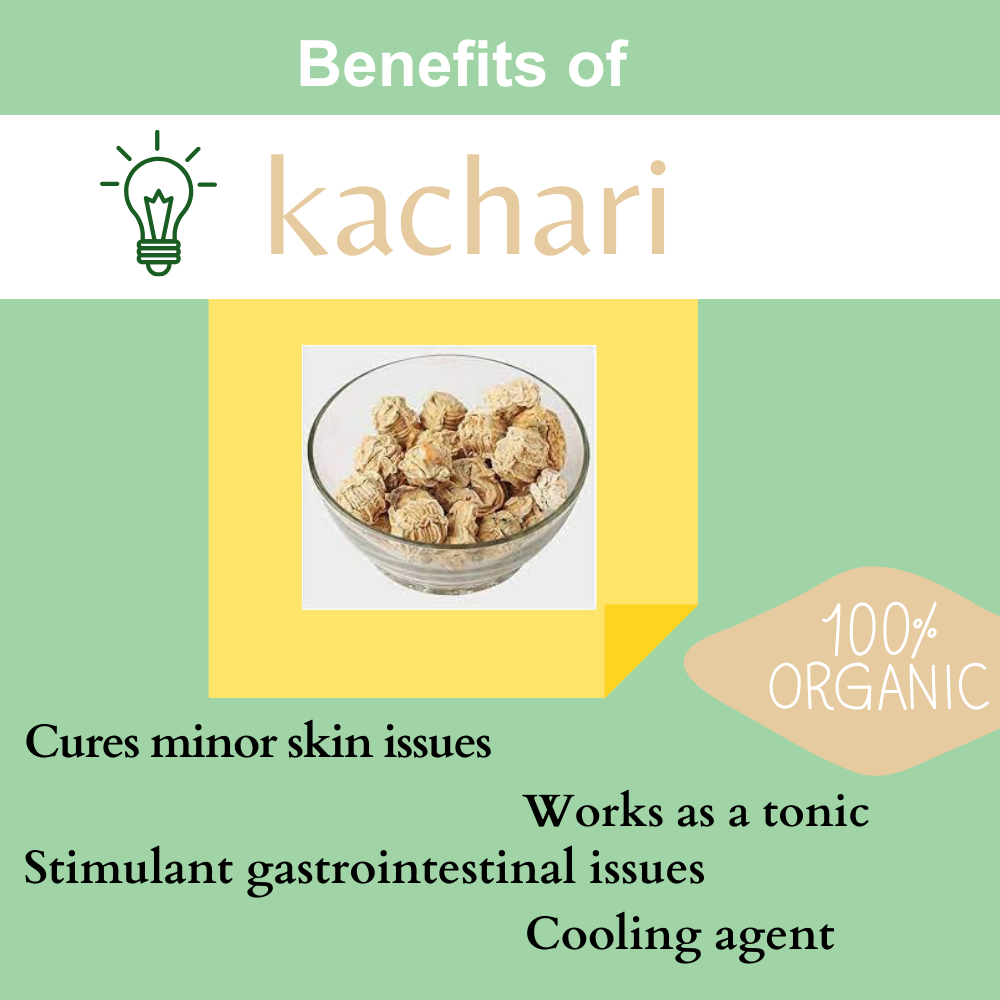 Benefits of
kachari
100%
ORGANIC
Cures minor skin issues
Works as a tonic
Stimulant gastrointestinal issues
Cooling agent